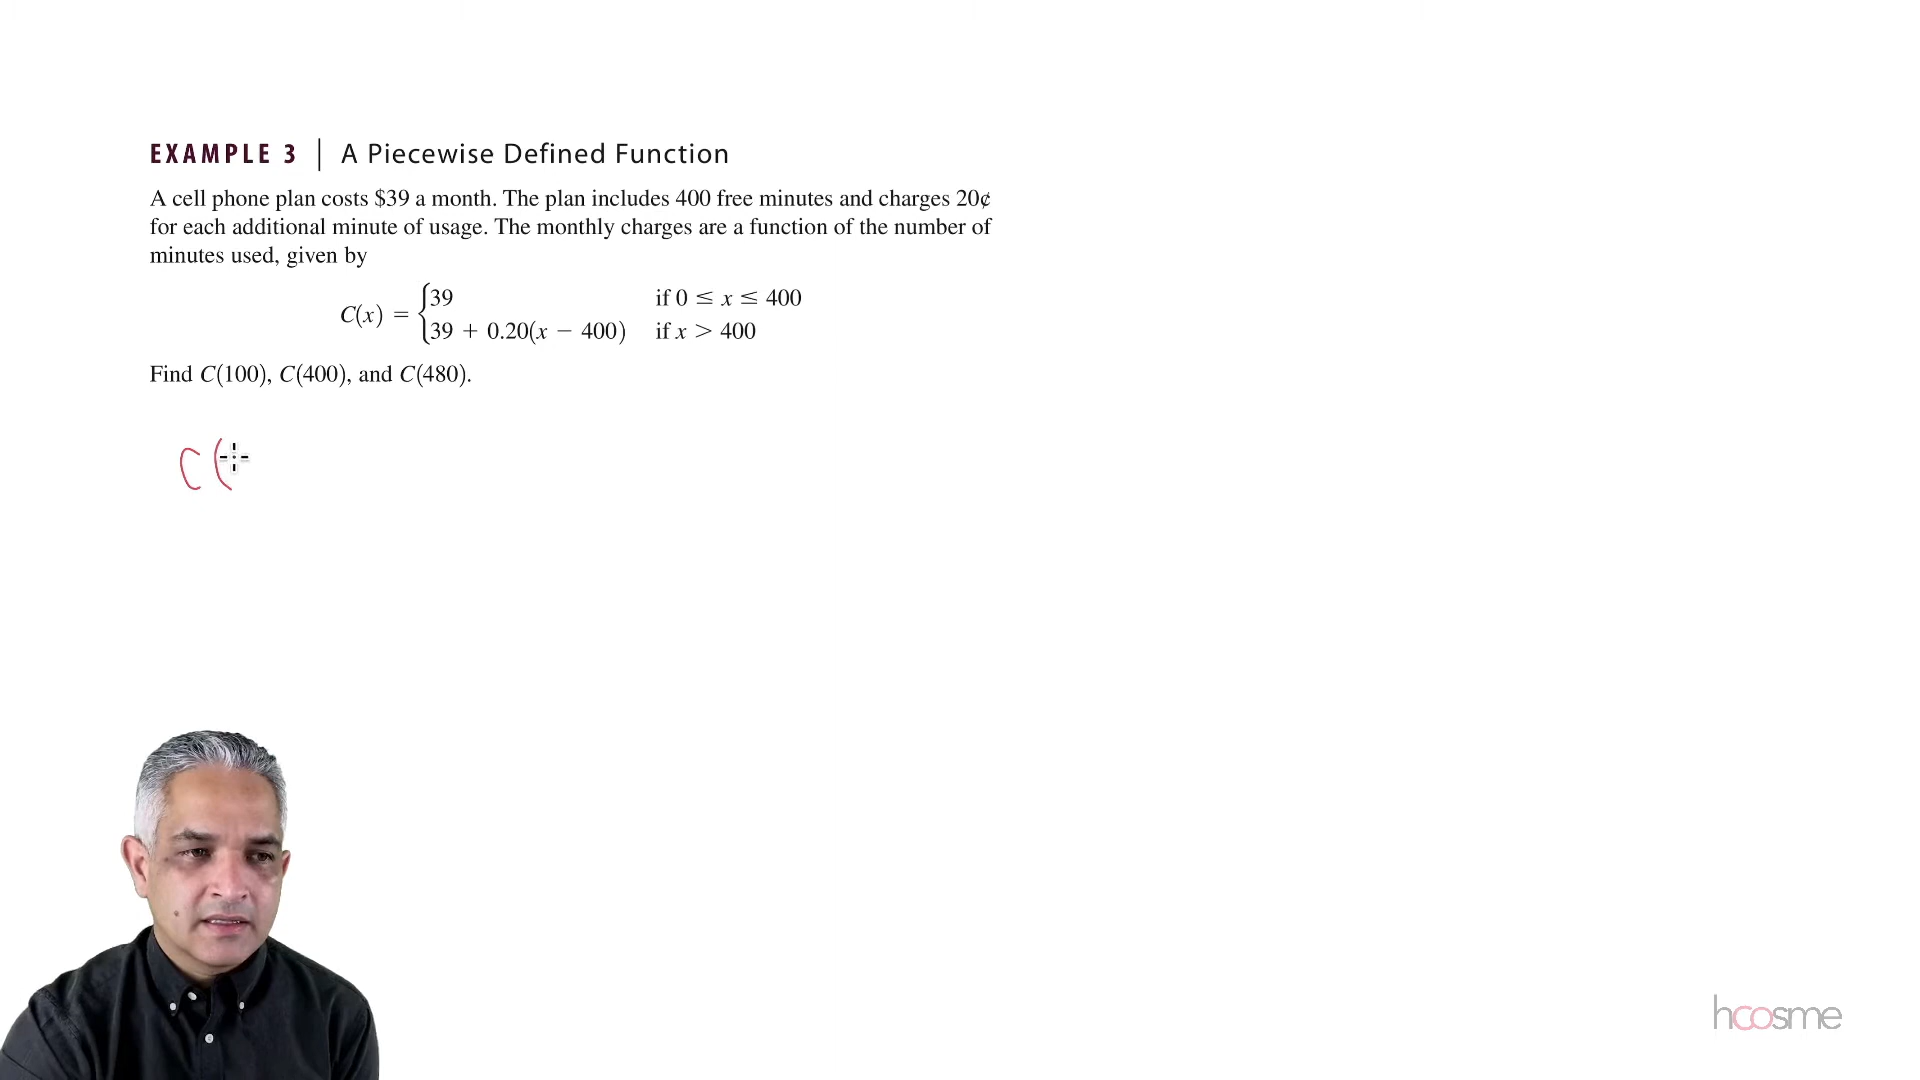 EXAMPLE 3 | A Piecewise Defined Function
A cell phone plan costs $39 a month. The plan includes 400 free minutes and charges 20¢
for each additional minute of usage. The monthly charges are a function of the number of
minutes used, given by
C(x) = {39 if 0 ≤ x ≤ 400
39 + 0.20(x − 400) if x > 400
Find C(100), C(400), and C(480).
C(
hcosme